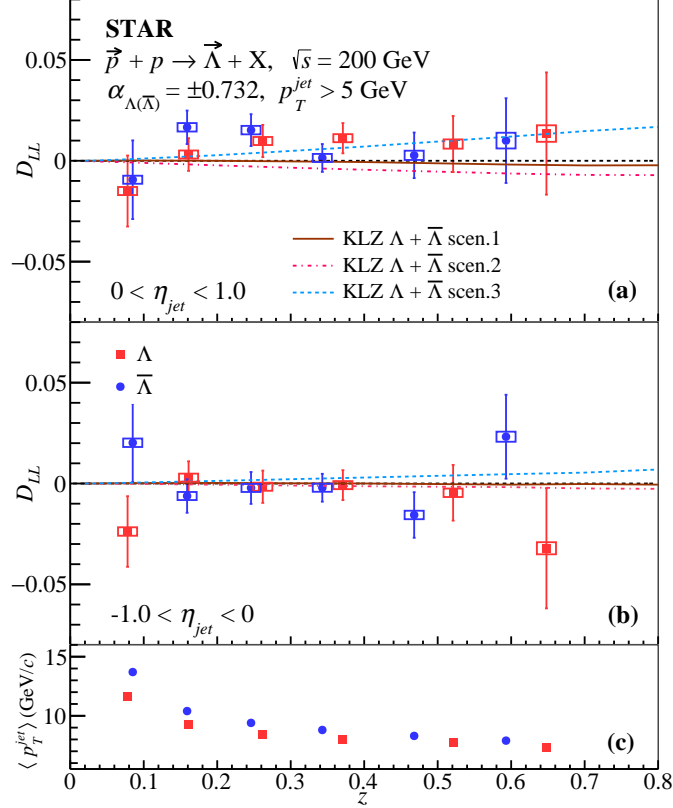 STAR
p⃗ + p → Λ⃗ + X, √s = 200 GeV
α_Λ(Λ̅) = ±0.732, p_T^jet > 5 GeV
0.05
0
−0.05
D_LL
KLZ Λ + Λ̅ scen.1
KLZ Λ + Λ̅ scen.2
KLZ Λ + Λ̅ scen.3
0 < η_jet < 1.0
(a)
Λ
Λ̅
0.05
0
−0.05
D_LL
-1.0 < η_jet < 0
(b)
15
10
⟨ p_T^jet ⟩ (GeV/c)
(c)
0 0.1 0.2 0.3 0.4 0.5 0.6 0.7 0.8
z